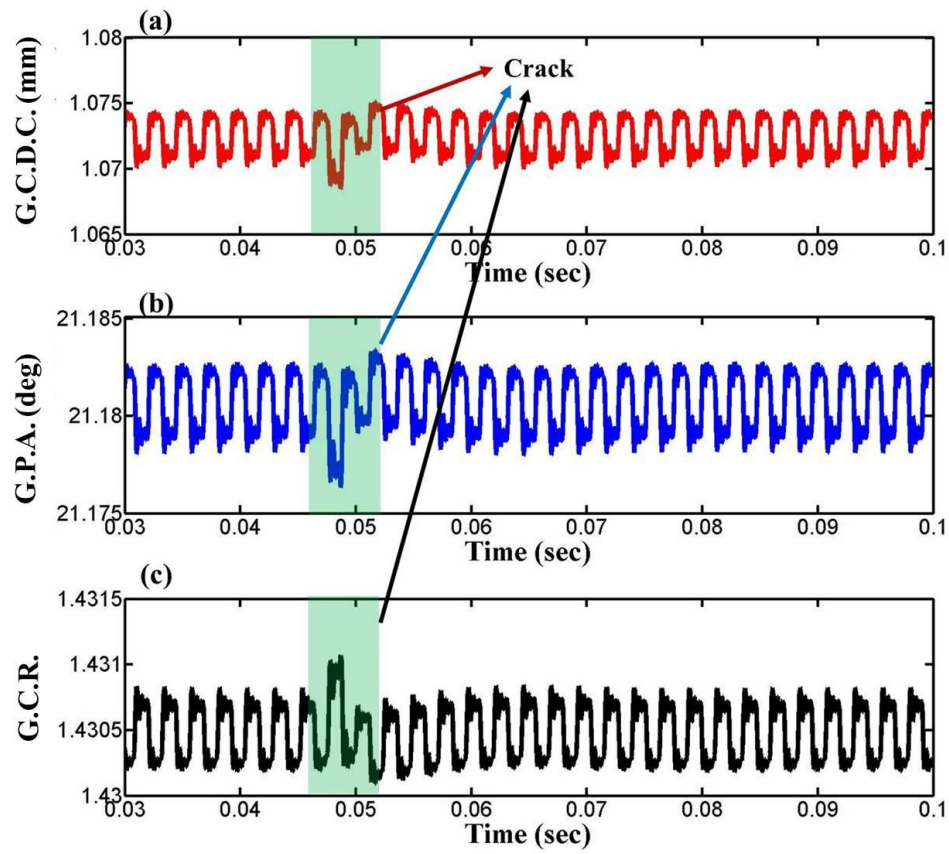 (a)
G.C.D.C. (mm)
1.08
1.075
1.07
1.065
Crack
0.03 0.04 0.05 0.06 0.07 0.08 0.09 0.1
Time (sec)
(b)
G.P.A. (deg)
21.185
21.18
21.175
0.03 0.04 0.05 0.06 0.07 0.08 0.09 0.1
Time (sec)
(c)
G.C.R.
1.4315
1.431
1.4305
1.43
0.03 0.04 0.05 0.06 0.07 0.08 0.09 0.1
Time (sec)